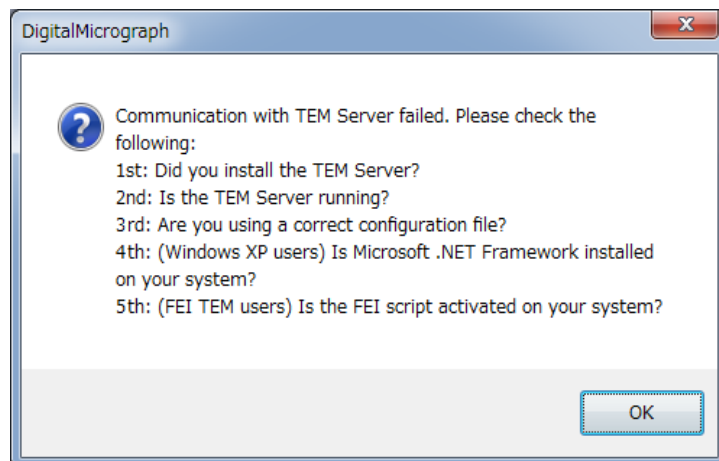 DigitalMicrograph
Communication with TEM Server failed. Please check the
following:
1st: Did you install the TEM Server?
2nd: Is the TEM Server running?
3rd: Are you using a correct configuration file?
4th: (Windows XP users) Is Microsoft .NET Framework installed
on your system?
5th: (FEI TEM users) Is the FEI script activated on your system?
OK